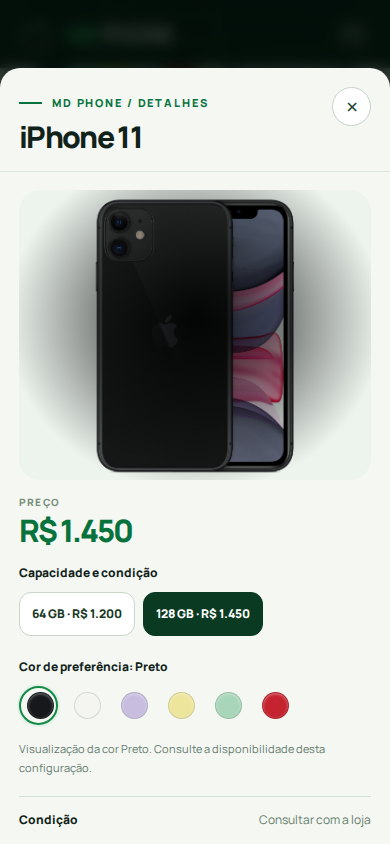 MD PHONE / DETALHES
iPhone 11
PREÇO
R$ 1.450
Capacidade e condição
64 GB · R$ 1.200
128 GB · R$ 1.450
Cor de preferência: Preto
Visualização da cor Preto. Consulte a disponibilidade desta
configuração.
Condição
Consultar com a loja